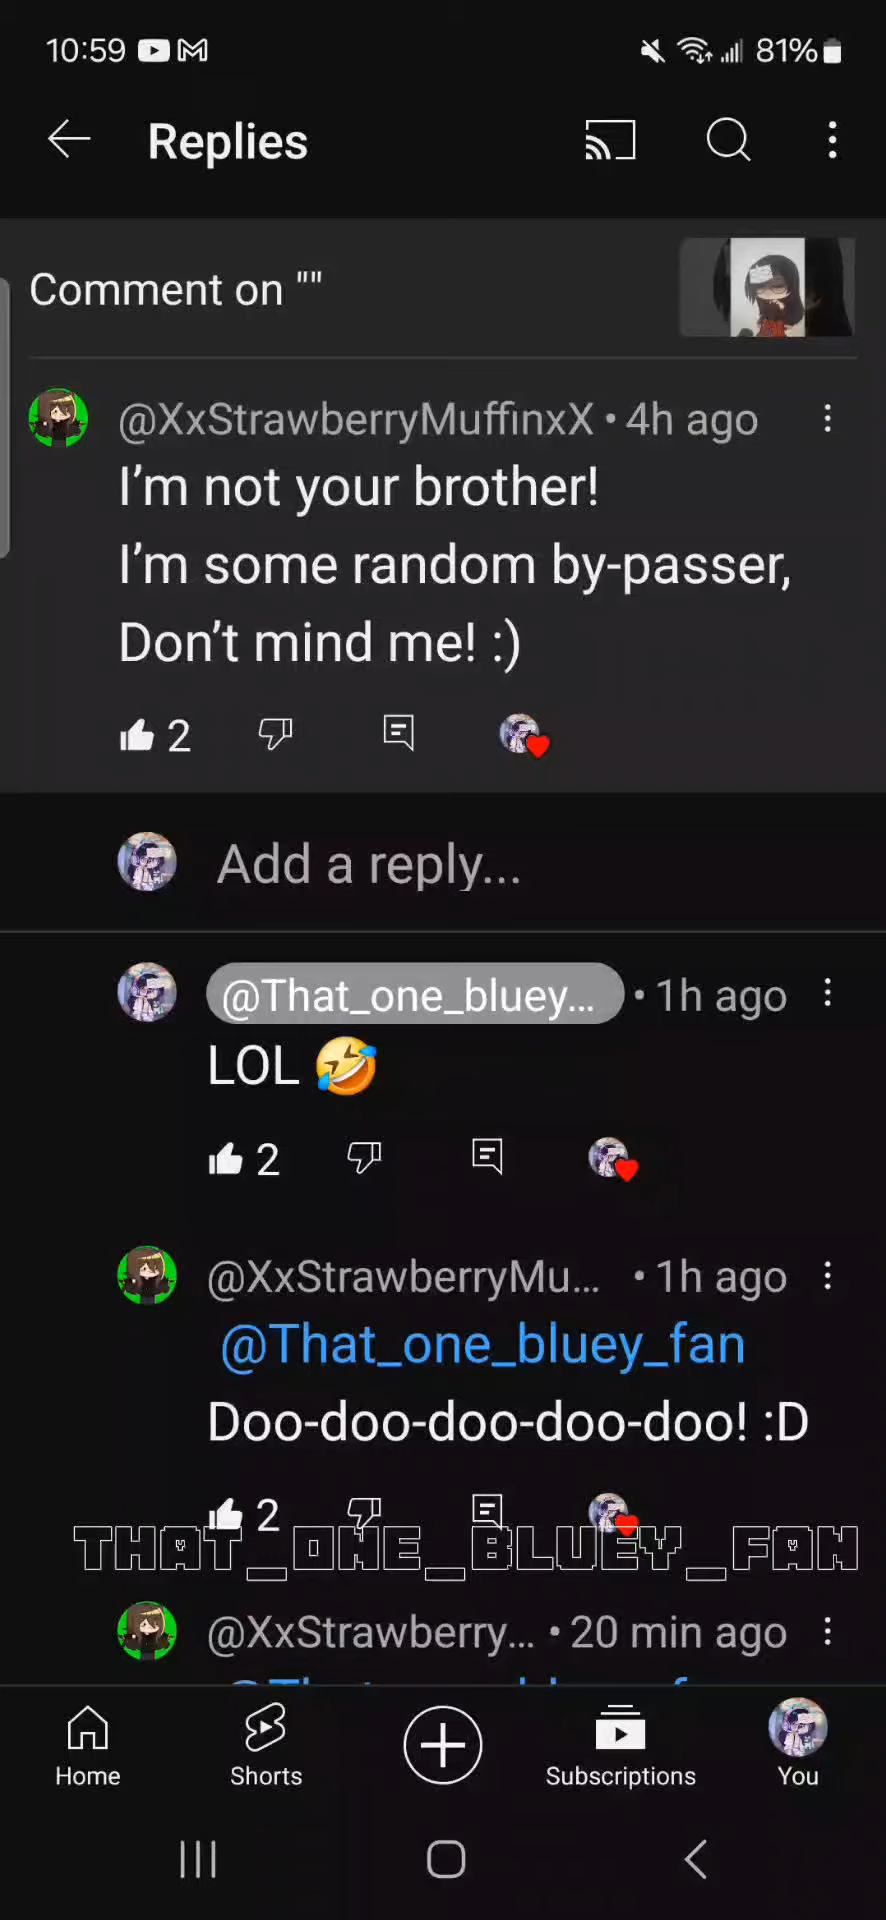 10:59 81%
Replies
Comment on ""
@XxStrawberryMuffinxX • 4h ago
I'm not your brother!
I'm some random by-passer,
Don't mind me! :)
2
Add a reply...
@That_one_bluey... • 1h ago
LOL 🤣
2
@XxStrawberryMu... • 1h ago
@That_one_bluey_fan
Doo-doo-doo-doo-doo! :D
2
THAT_ONE_BLUEY_FAN
@XxStrawberry... • 20 min ago
Home Shorts Subscriptions You